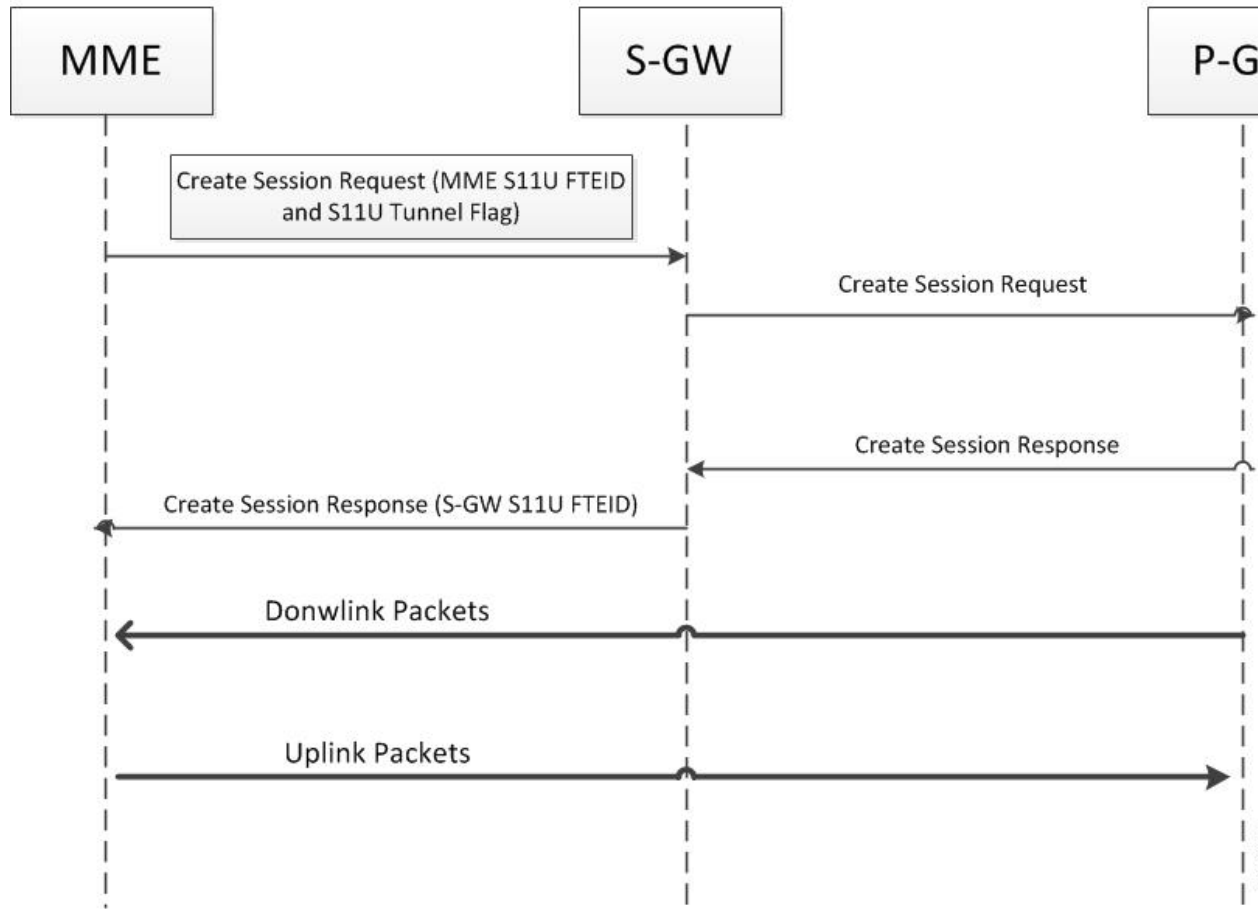 MME
S-GW
P-G
Create Session Request (MME S11U FTEID
and S11U Tunnel Flag)
Create Session Request
Create Session Response
Create Session Response (S-GW S11U FTEID)
Donwlink Packets
Uplink Packets